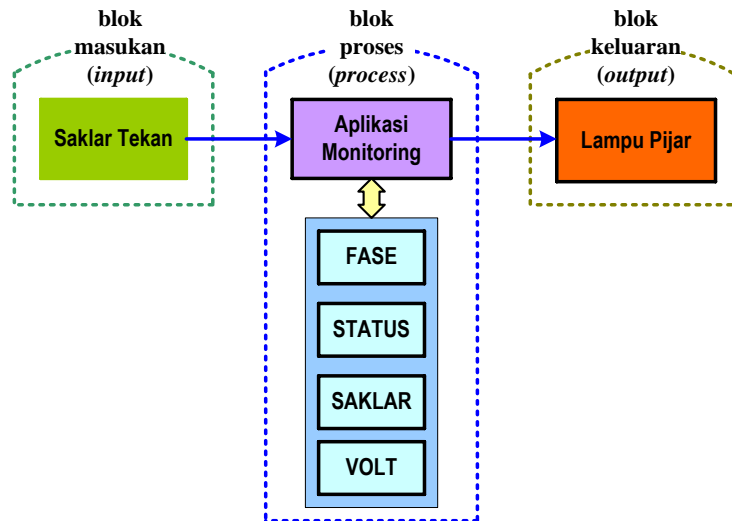 blok
masukan
(input)
blok
proses
(process)
blok
keluaran
(output)
Saklar Tekan
Aplikasi
Monitoring
Lampu Pijar
FASE
STATUS
SAKLAR
VOLT